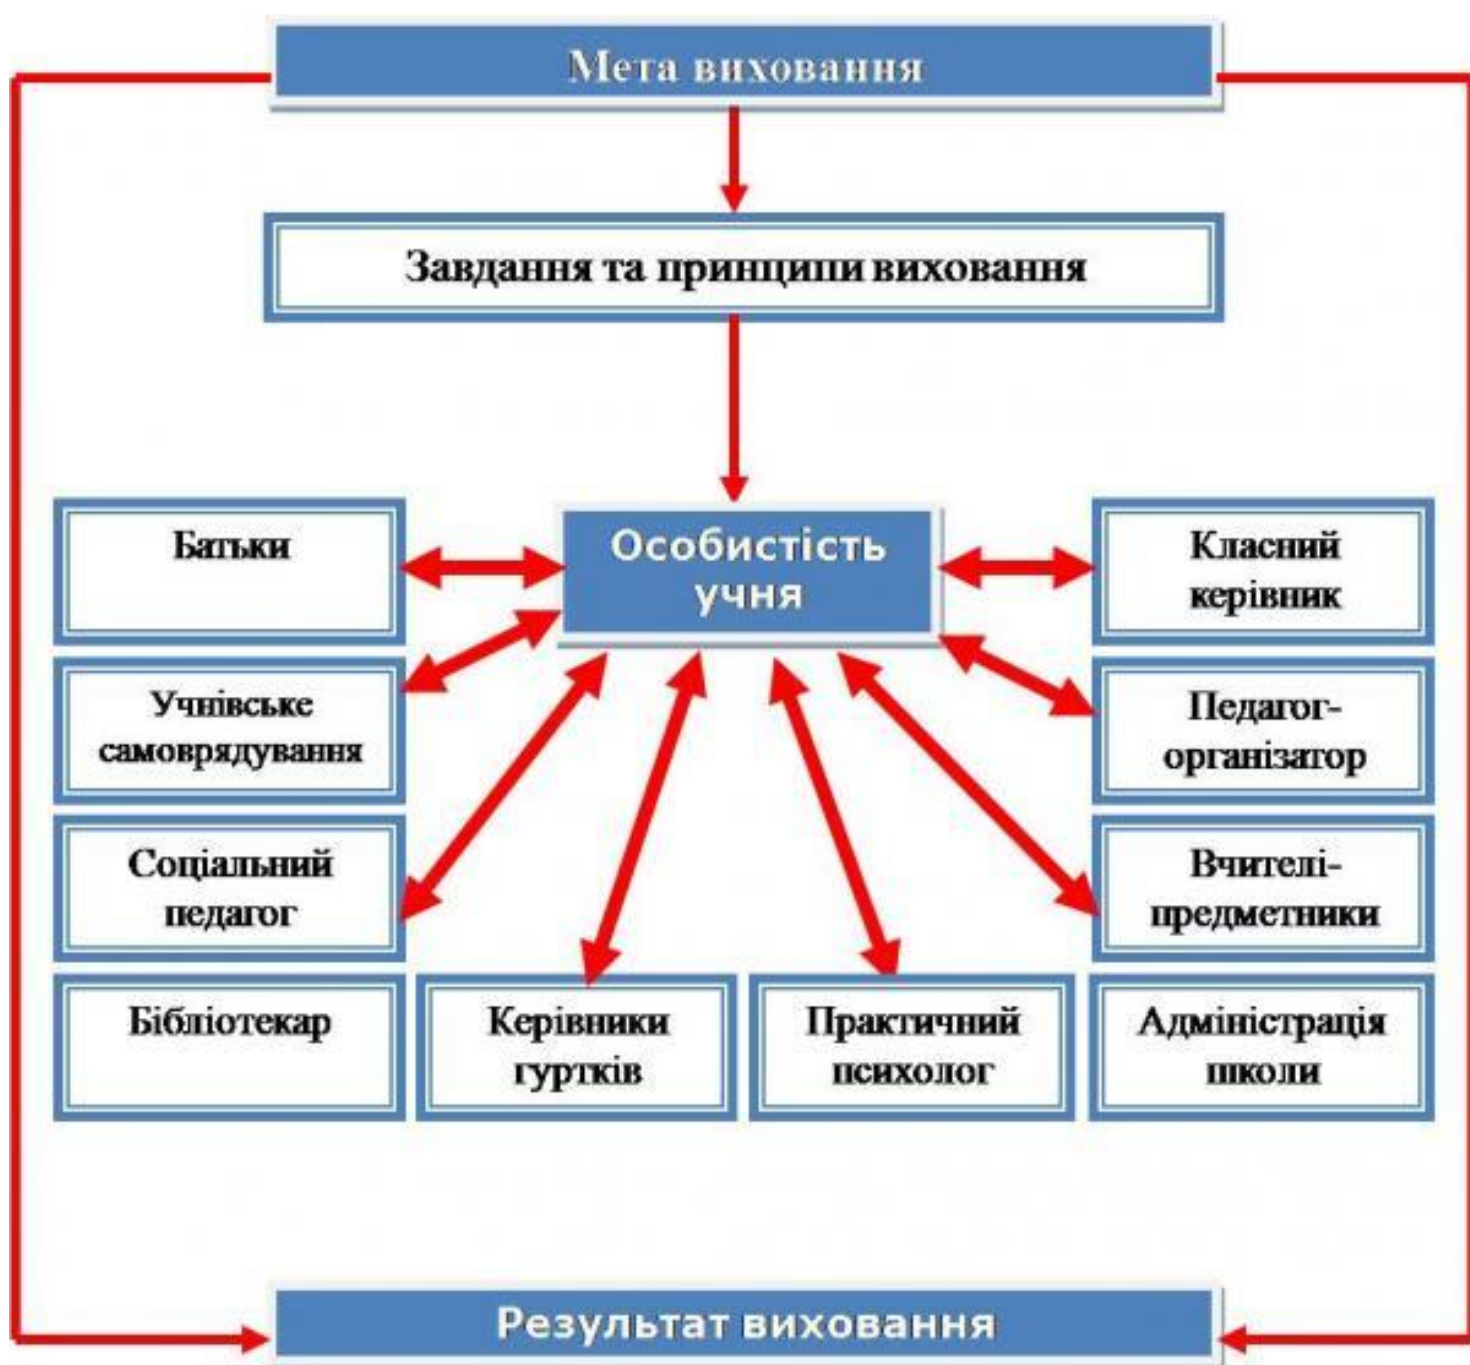 Мета виховання
Завдання та принципи виховання
Батьки
Особистість
учня
Класний
керівник
Учнівське
самоврядування
Педагог-
організатор
Соціальний
педагог
Вчителі-
предметники
Бібліотекар
Керівники
гуртків
Практичний
психолог
Адміністрація
школи
Результат виховання